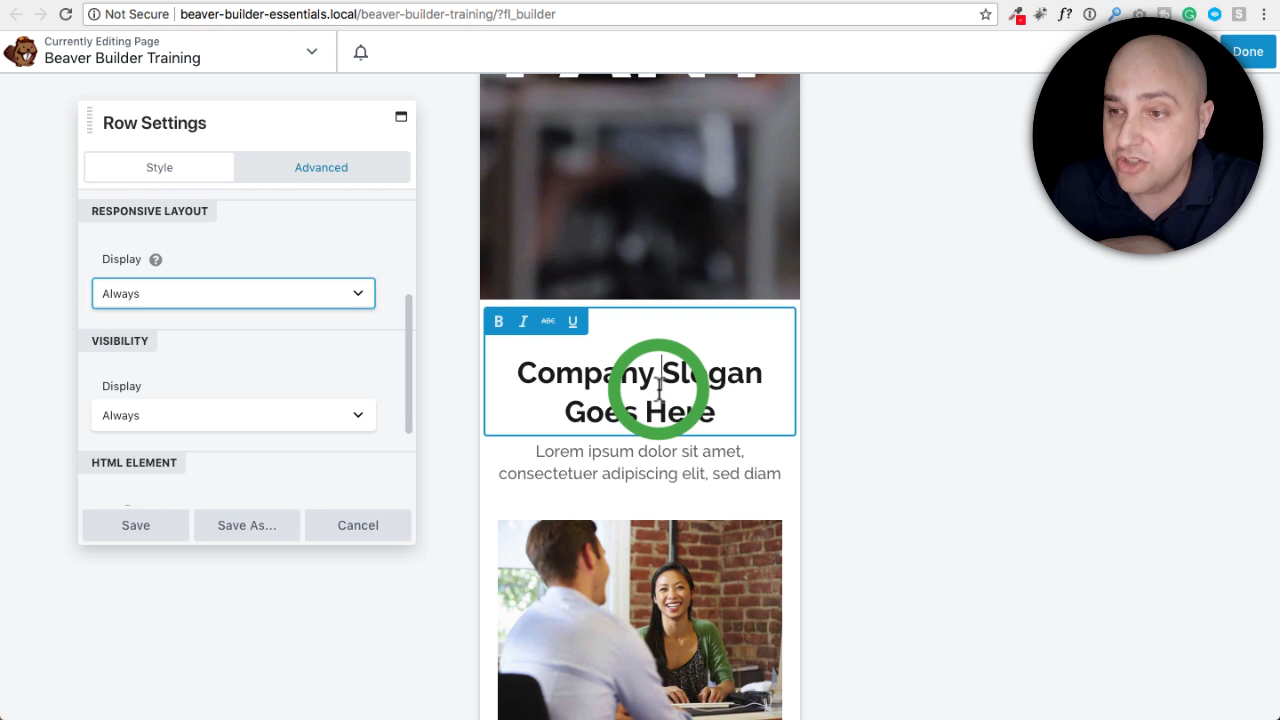 Not Secure beaver-builder-essentials.local/beaver-builder-training/?fl_builder
Currently Editing Page
Beaver Builder Training
Done
Row Settings
Style Advanced
RESPONSIVE LAYOUT
Display
Always
VISIBILITY
Display
Always
HTML ELEMENT
Save Save As... Cancel
B I ABC U
Company Slogan
Goes Here
Lorem ipsum dolor sit amet,
consectetuer adipiscing elit, sed diam